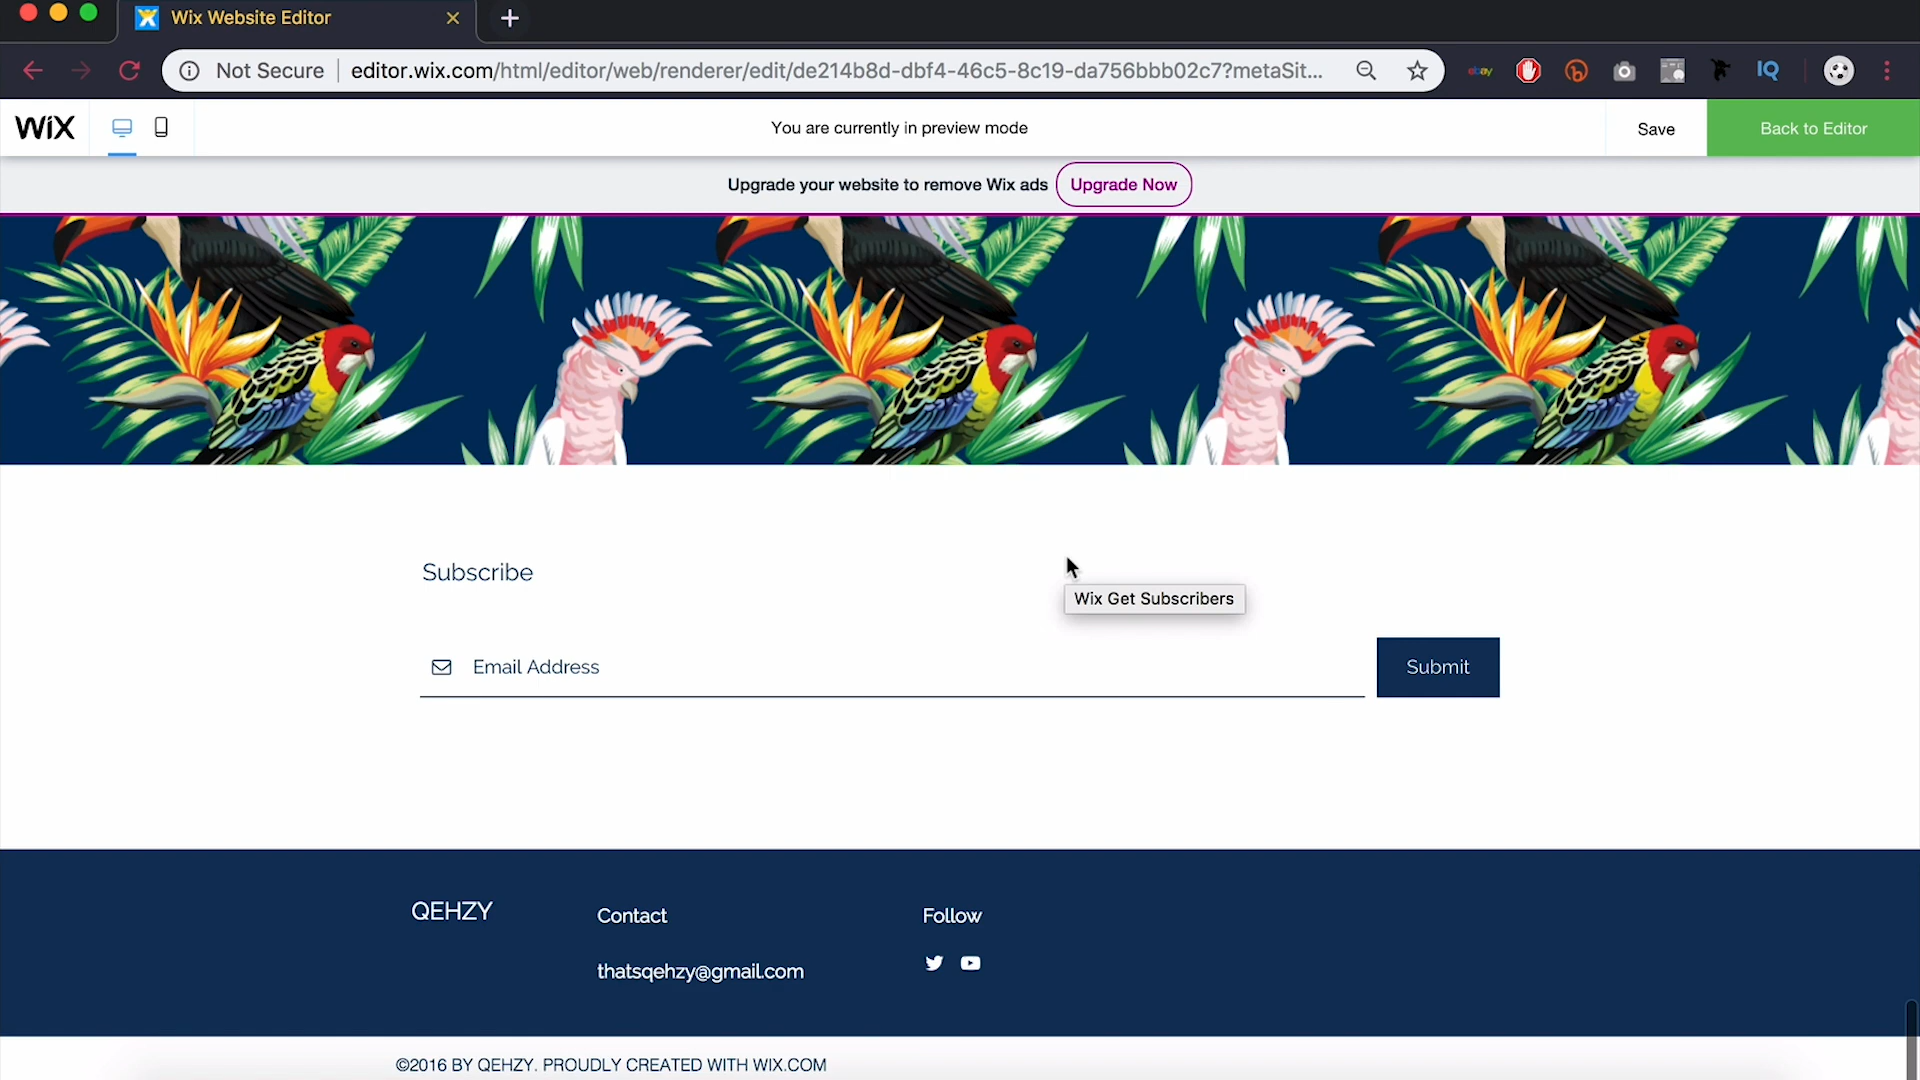 Wix Website Editor
Not Secure
editor.wix.com/html/editor/web/renderer/edit/de214b8d-dbf4-46c5-8c19-da756bbb02c7?metaSit...
ebay
IQ
WiX
You are currently in preview mode
Save
Back to Editor
Upgrade your website to remove Wix ads
Upgrade Now
Subscribe
Wix Get Subscribers
Email Address
Submit
QEHZY
Contact
Follow
thatsqehzy@gmail.com
©2016 BY QEHZY. PROUDLY CREATED WITH WIX.COM